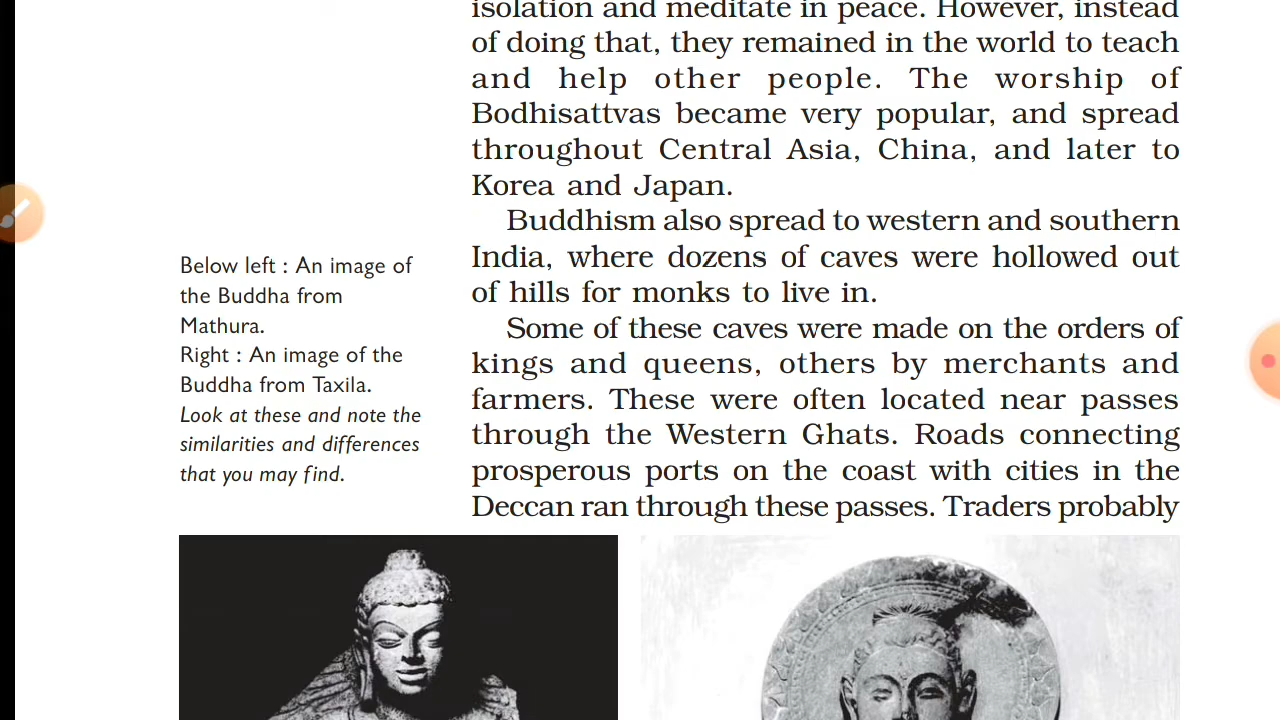 isolation and meditate in peace. However, instead
of doing that, they remained in the world to teach
and help other people. The worship of
Bodhisattvas became very popular, and spread
throughout Central Asia, China, and later to
Korea and Japan.
Buddhism also spread to western and southern
India, where dozens of caves were hollowed out
of hills for monks to live in.
Some of these caves were made on the orders of
kings and queens, others by merchants and
farmers. These were often located near passes
through the Western Ghats. Roads connecting
prosperous ports on the coast with cities in the
Deccan ran through these passes. Traders probably
Below left : An image of
the Buddha from
Mathura.
Right : An image of the
Buddha from Taxila.
Look at these and note the
similarities and differences
that you may find.